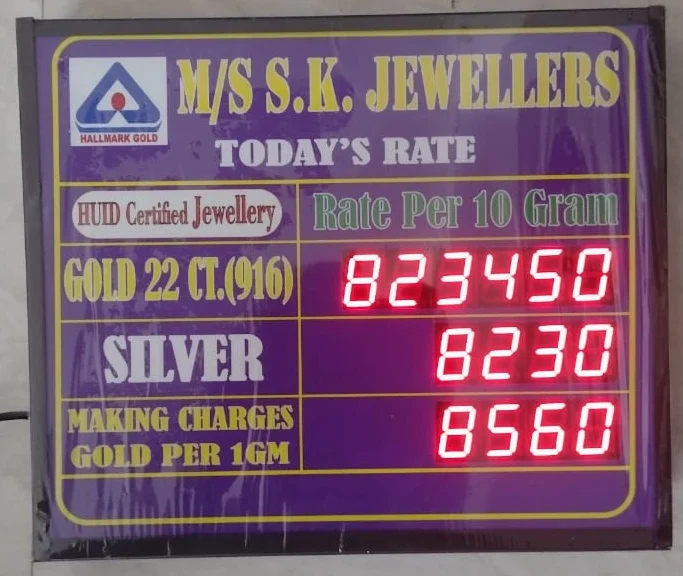 M/S S.K. JEWELLERS
HALLMARK GOLD
TODAY'S RATE
HUID Certified Jewellery Rate Per 10 Gram
GOLD 22 CT.(916) 823450
SILVER 8230
MAKING CHARGES
GOLD PER 1GM 8560